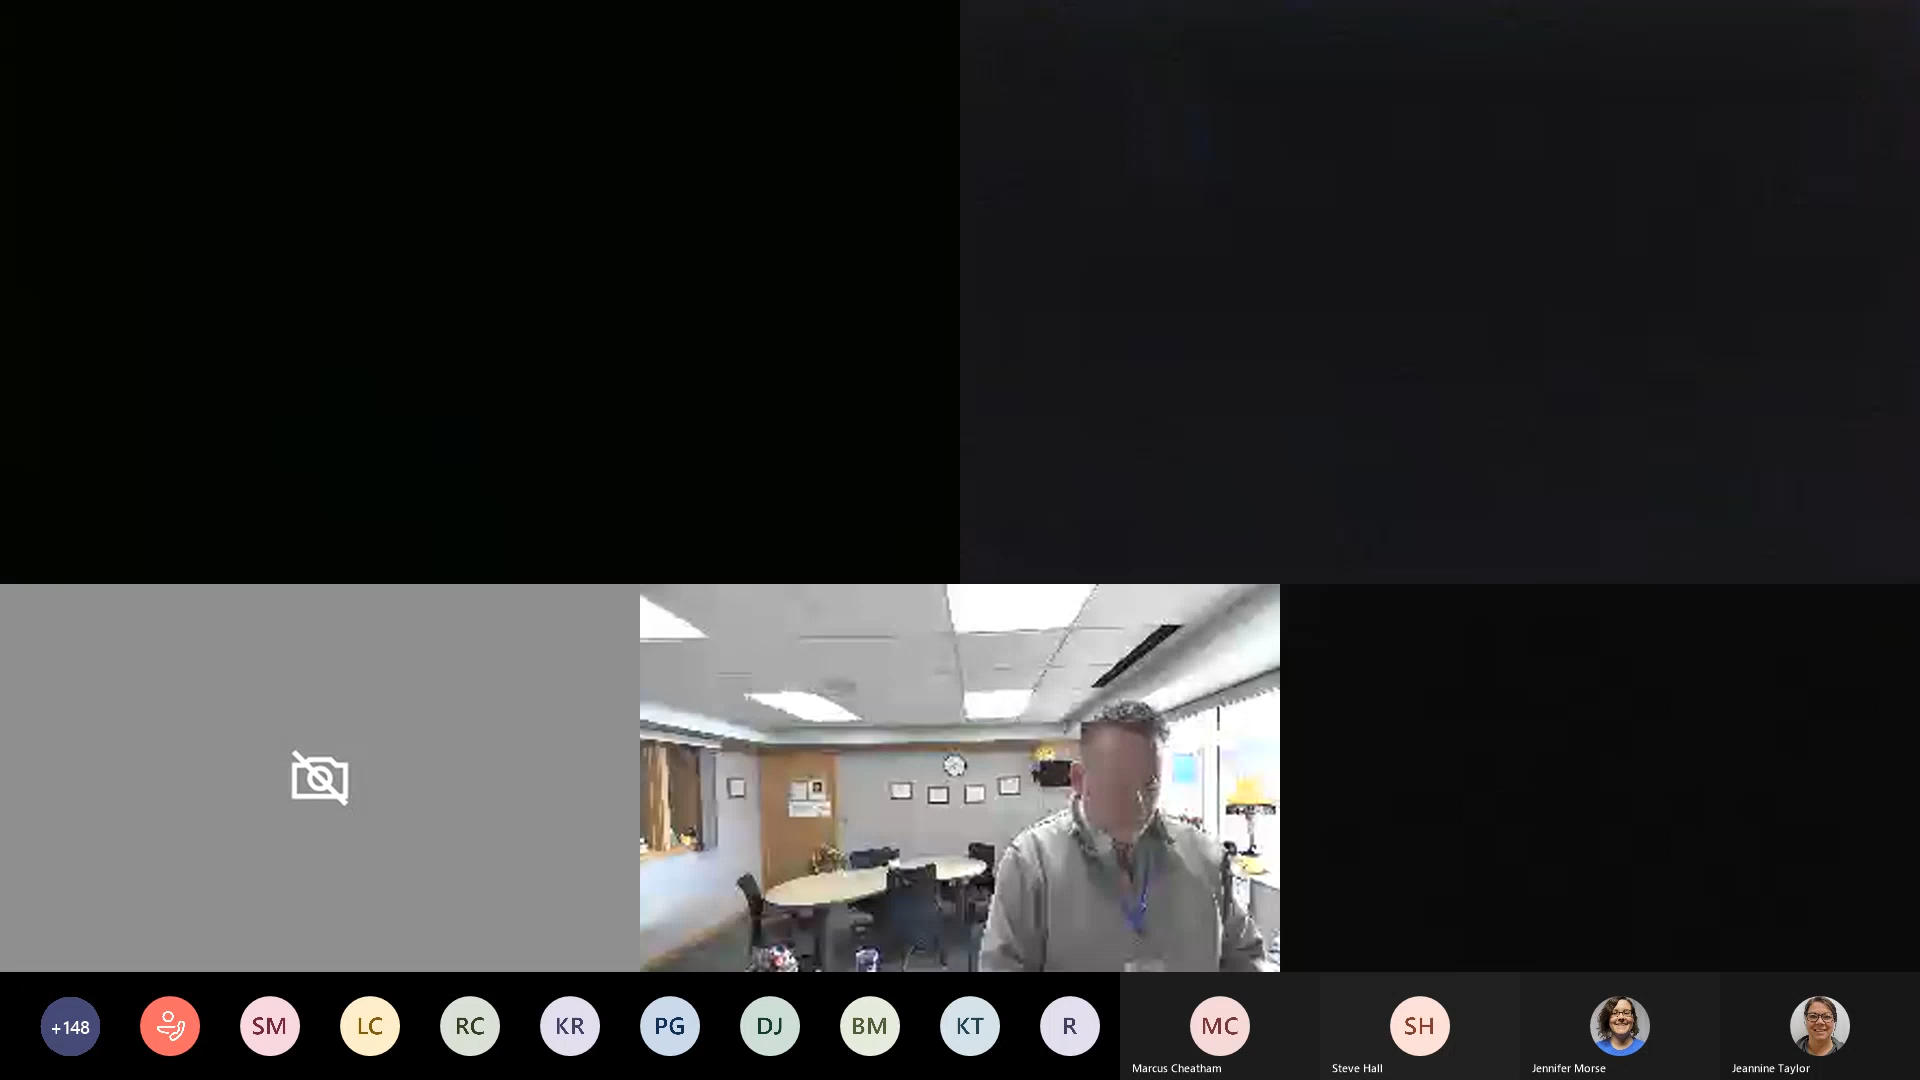 +148
SM
LC
RC
KR
PG
DJ
BM
KT
R
MC
SH
Marcus Cheatham
Steve Hall
Jennifer Morse
Jeannine Taylor